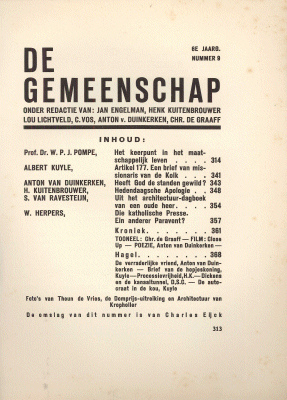 DE
GEMEENSCHAP
6E JAARG.
NUMMER 9
ONDER REDACTIE VAN: JAN ENGELMAN, HENK KUITENBROUWER
LOU LICHTVELD, C. VOS, ANTON v. DUINKERKEN, CHR. DE GRAAFF
INHOUD:
Prof. Dr. W. P. J. POMPE, Het keerpunt in het maat-
schappelijk leven . . . . 314
ALBERT KUYLE, Artikel 177. Een brief van mis-
sionaris van de Kolk . . . 341
ANTON VAN DUINKERKEN, Heeft God de standen gewild? 343
H. KUITENBROUWER, Hedendaagsche Apologie . . 348
S. VAN RAVESTEIJN, Uit het architectuur-dagboek
van een oude heer. . . . 354
W. HERPERS, Die katholische Presse.
Ein anderer Paravent? 357
Kroniek. . . . . . 361
TOONEEL: Chr. de Graaff — FILM: Close
Up — POEZIE, Anton van Duinkerken —
Hagel. . . . . . 368
De verraderlijke vriend, Anton van Duin-
kerken — Brief van de hopjeskoning,
Kuyle — Processievrijheid, H.K. — Dickens
en de kanaaltunnel, D.S.C. — De auto-
craat in de kou, Kuyle
Foto's van Theun de Vries, de Domprijs-uitreiking en Architectuur van
Kropholler
De omslag van dit nummer is van Charles Eijck
313